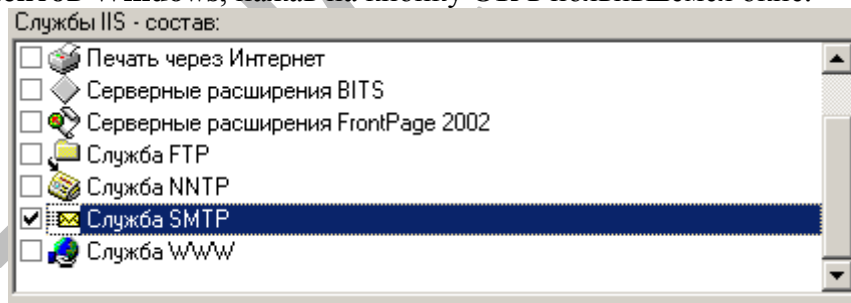 Службы IIS - состав:
Печать через Интернет
Серверные расширения BITS
Серверные расширения FrontPage 2002
Служба FTP
Служба NNTP
Служба SMTP
Служба WWW